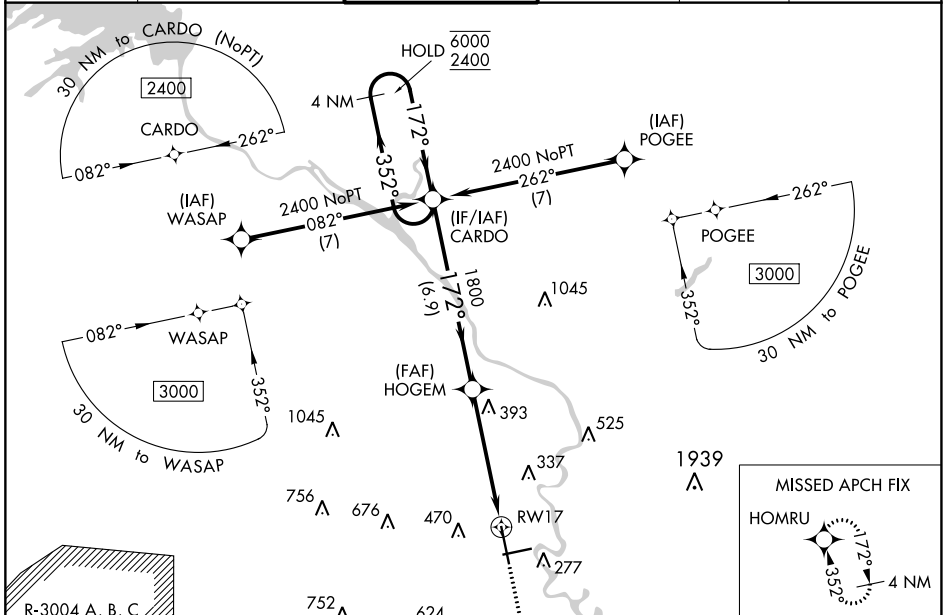 30 NM to CARDO (NoPT)
2400
CARDO
082°
262°
HOLD
6000
2400
4 NM
172°
352°
(IAF)
POGEE
2400 NoPT
262°
(7)
(IAF)
WASAP
2400 NoPT
082°
(7)
(IF/IAF)
CARDO
262°
POGEE
3000
352°
30 NM to POGEE
1800
172°
(6.9)
1045
082°
WASAP
3000
352°
30 NM to WASAP
(FAF)
HOGEM
393
1045
525
337
1939
756
676
470
RW17
277
MISSED APCH FIX
HOMRU
172°
352°
4 NM
R-3004 A, B, C
752
624